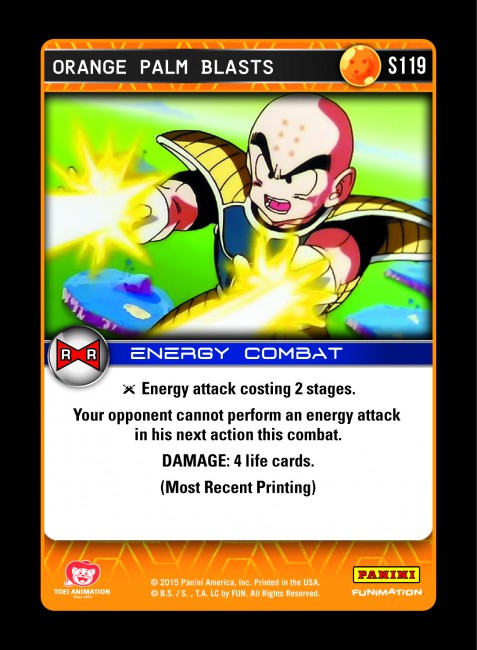 ORANGE PALM BLASTS S119
R R
ENERGY COMBAT
Energy attack costing 2 stages.
Your opponent cannot perform an energy attack
in his next action this combat.
DAMAGE: 4 life cards.
(Most Recent Printing)
TOEI ANIMATION
© 2015 Panini America, Inc. Printed in the USA.
© B.S. / S. , T.A. LC by FUN. All Rights Reserved.
PANINI
FUNIMATION